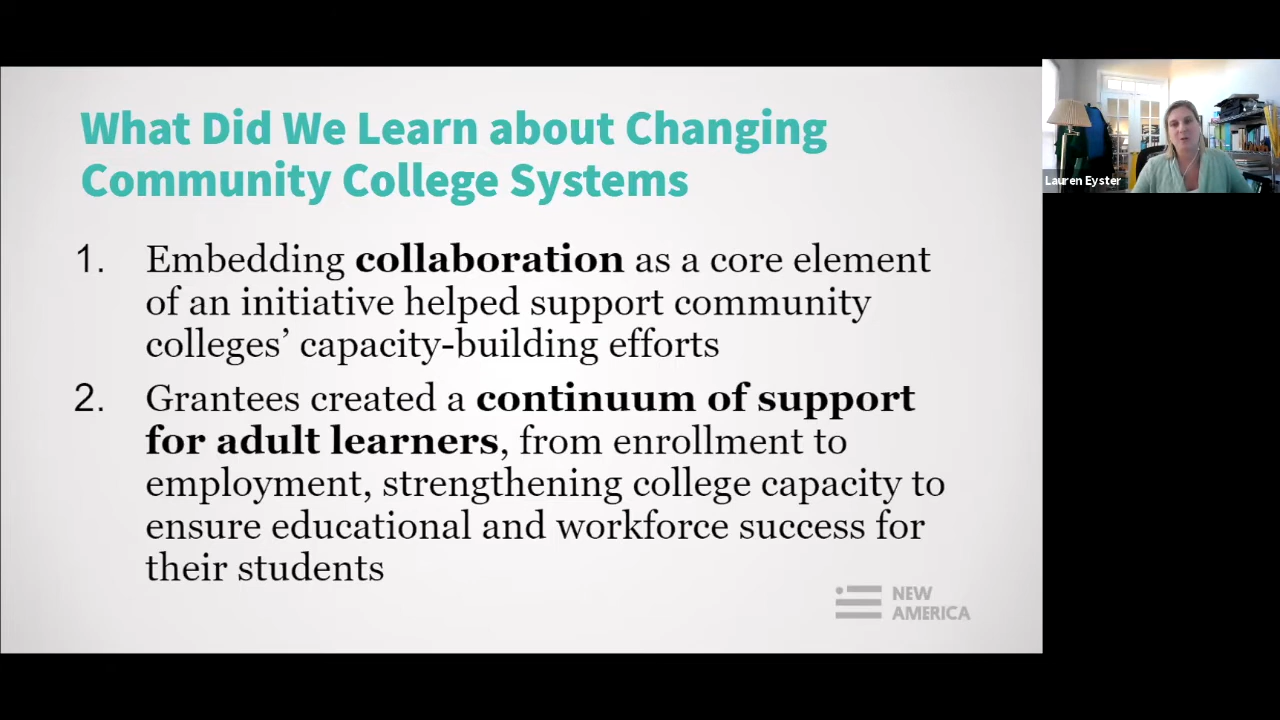 What Did We Learn about Changing
Community College Systems
1. Embedding collaboration as a core element
of an initiative helped support community
colleges’ capacity-building efforts
2. Grantees created a continuum of support
for adult learners, from enrollment to
employment, strengthening college capacity to
ensure educational and workforce success for
their students
NEW
AMERICA
Lauren Eyster